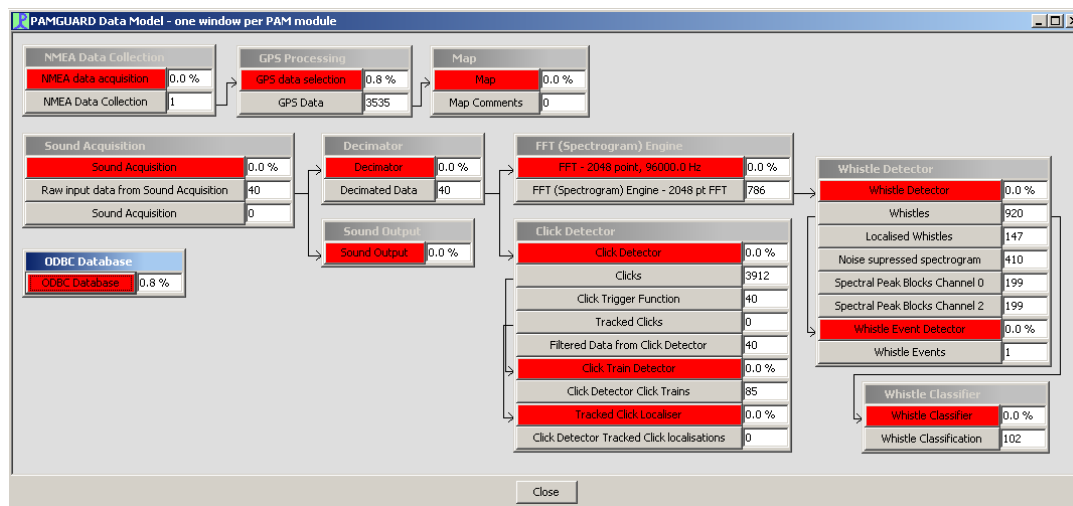 PAMGUARD Data Model - one window per PAM module
NMEA Data Collection
NMEA data acquisition 0.0 %
NMEA Data Collection 1
GPS Processing
GPS data selection 0.8 %
GPS Data 3535
Map
Map 0.0 %
Map Comments 0
Sound Acquisition
Sound Acquisition 0.0 %
Raw input data from Sound Acquisition 40
Sound Acquisition 0
Decimator
Decimator 0.0 %
Decimated Data 40
FFT (Spectrogram) Engine
FFT - 2048 point, 96000.0 Hz 0.0 %
FFT (Spectrogram) Engine - 2048 pt FFT 786
Whistle Detector
Whistle Detector 0.0 %
Whistles 920
Localised Whistles 147
Noise supressed spectrogram 410
Spectral Peak Blocks Channel 0 199
Spectral Peak Blocks Channel 2 199
Whistle Event Detector 0.0 %
Whistle Events 1
Sound Output
Sound Output 0.0 %
ODBC Database
ODBC Database 0.8 %
Click Detector
Click Detector 0.0 %
Clicks 3912
Click Trigger Function 40
Tracked Clicks 0
Filtered Data from Click Detector 40
Click Train Detector 0.0 %
Click Detector Click Trains 85
Tracked Click Localiser 0.0 %
Click Detector Tracked Click localisations 0
Whistle Classifier
Whistle Classifier 0.0 %
Whistle Classification 102
Close